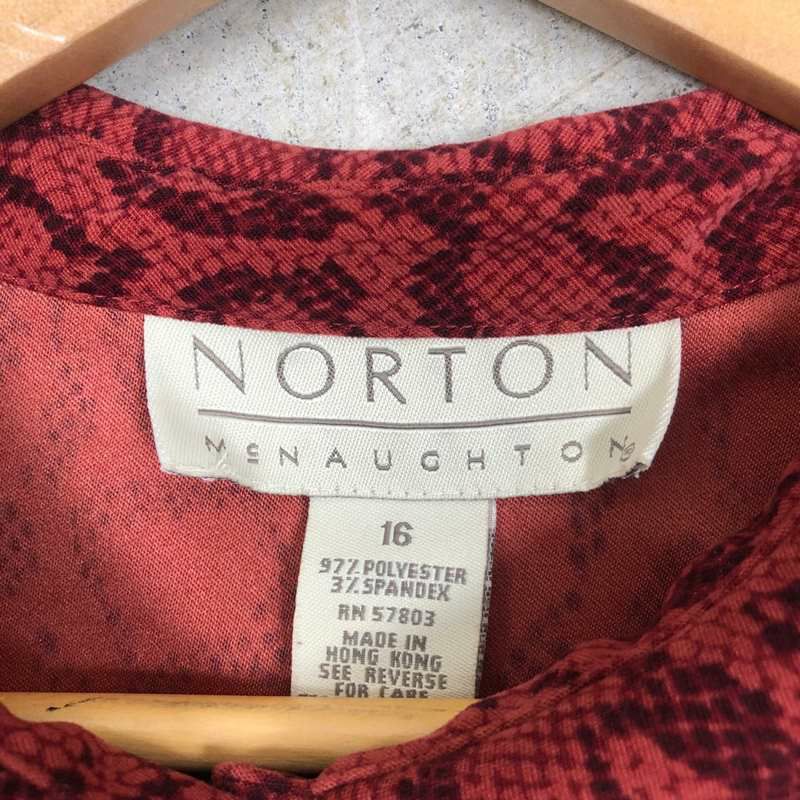 NORTON
McNAUGHTON®
16
97% POLYESTER
3% SPANDEX
RN 57803
MADE IN
HONG KONG
SEE REVERSE
FOR CARE